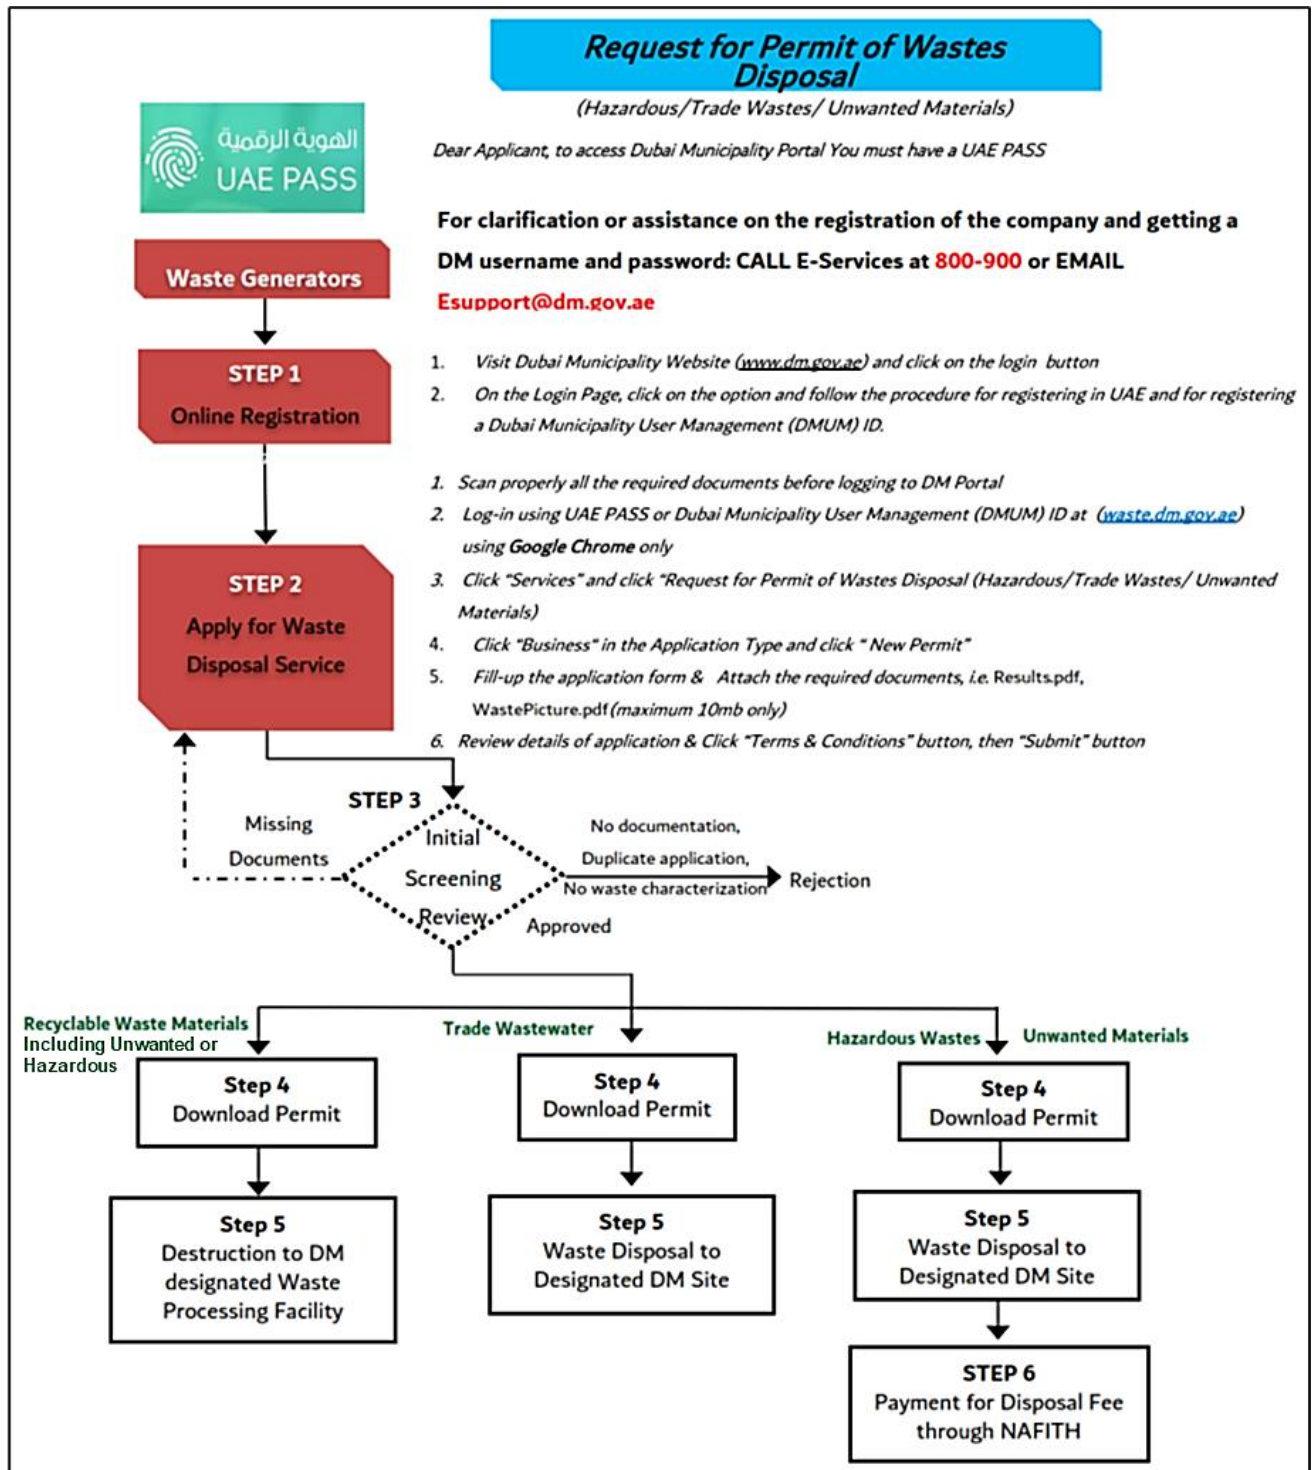 Request for Permit of Wastes
Disposal
(Hazardous/Trade Wastes/ Unwanted Materials)
الهوية الرقمية
UAE PASS
Dear Applicant, to access Dubai Municipality Portal You must have a UAE PASS
For clarification or assistance on the registration of the company and getting a
DM username and password: CALL E-Services at 800-900 or EMAIL
Esupport@dm.gov.ae
Waste Generators
STEP 1
Online Registration
1. Visit Dubai Municipality Website (www.dm.gov.ae) and click on the login button
2. On the Login Page, click on the option and follow the procedure for registering in UAE and for registering
a Dubai Municipality User Management (DMUM) ID.
STEP 2
Apply for Waste
Disposal Service
1. Scan properly all the required documents before logging to DM Portal
2. Log-in using UAE PASS or Dubai Municipality User Management (DMUM) ID at (waste.dm.gov.ae)
using Google Chrome only
3. Click "Services" and click "Request for Permit of Wastes Disposal (Hazardous/Trade Wastes/ Unwanted
Materials)
4. Click "Business" in the Application Type and click " New Permit"
5. Fill-up the application form & Attach the required documents, i.e. Results.pdf,
WastePicture.pdf (maximum 10mb only)
6. Review details of application & Click "Terms & Conditions" button, then "Submit" button
STEP 3
Initial
Screening
Review
Missing
Documents
No documentation,
Duplicate application,
No waste characterization
Rejection
Approved
Recyclable Waste Materials
Including Unwanted or
Hazardous
Trade Wastewater
Hazardous Wastes
Unwanted Materials
Step 4
Download Permit
Step 4
Download Permit
Step 4
Download Permit
Step 5
Destruction to DM
designated Waste
Processing Facility
Step 5
Waste Disposal to
Designated DM Site
Step 5
Waste Disposal to
Designated DM Site
STEP 6
Payment for Disposal Fee
through NAFITH